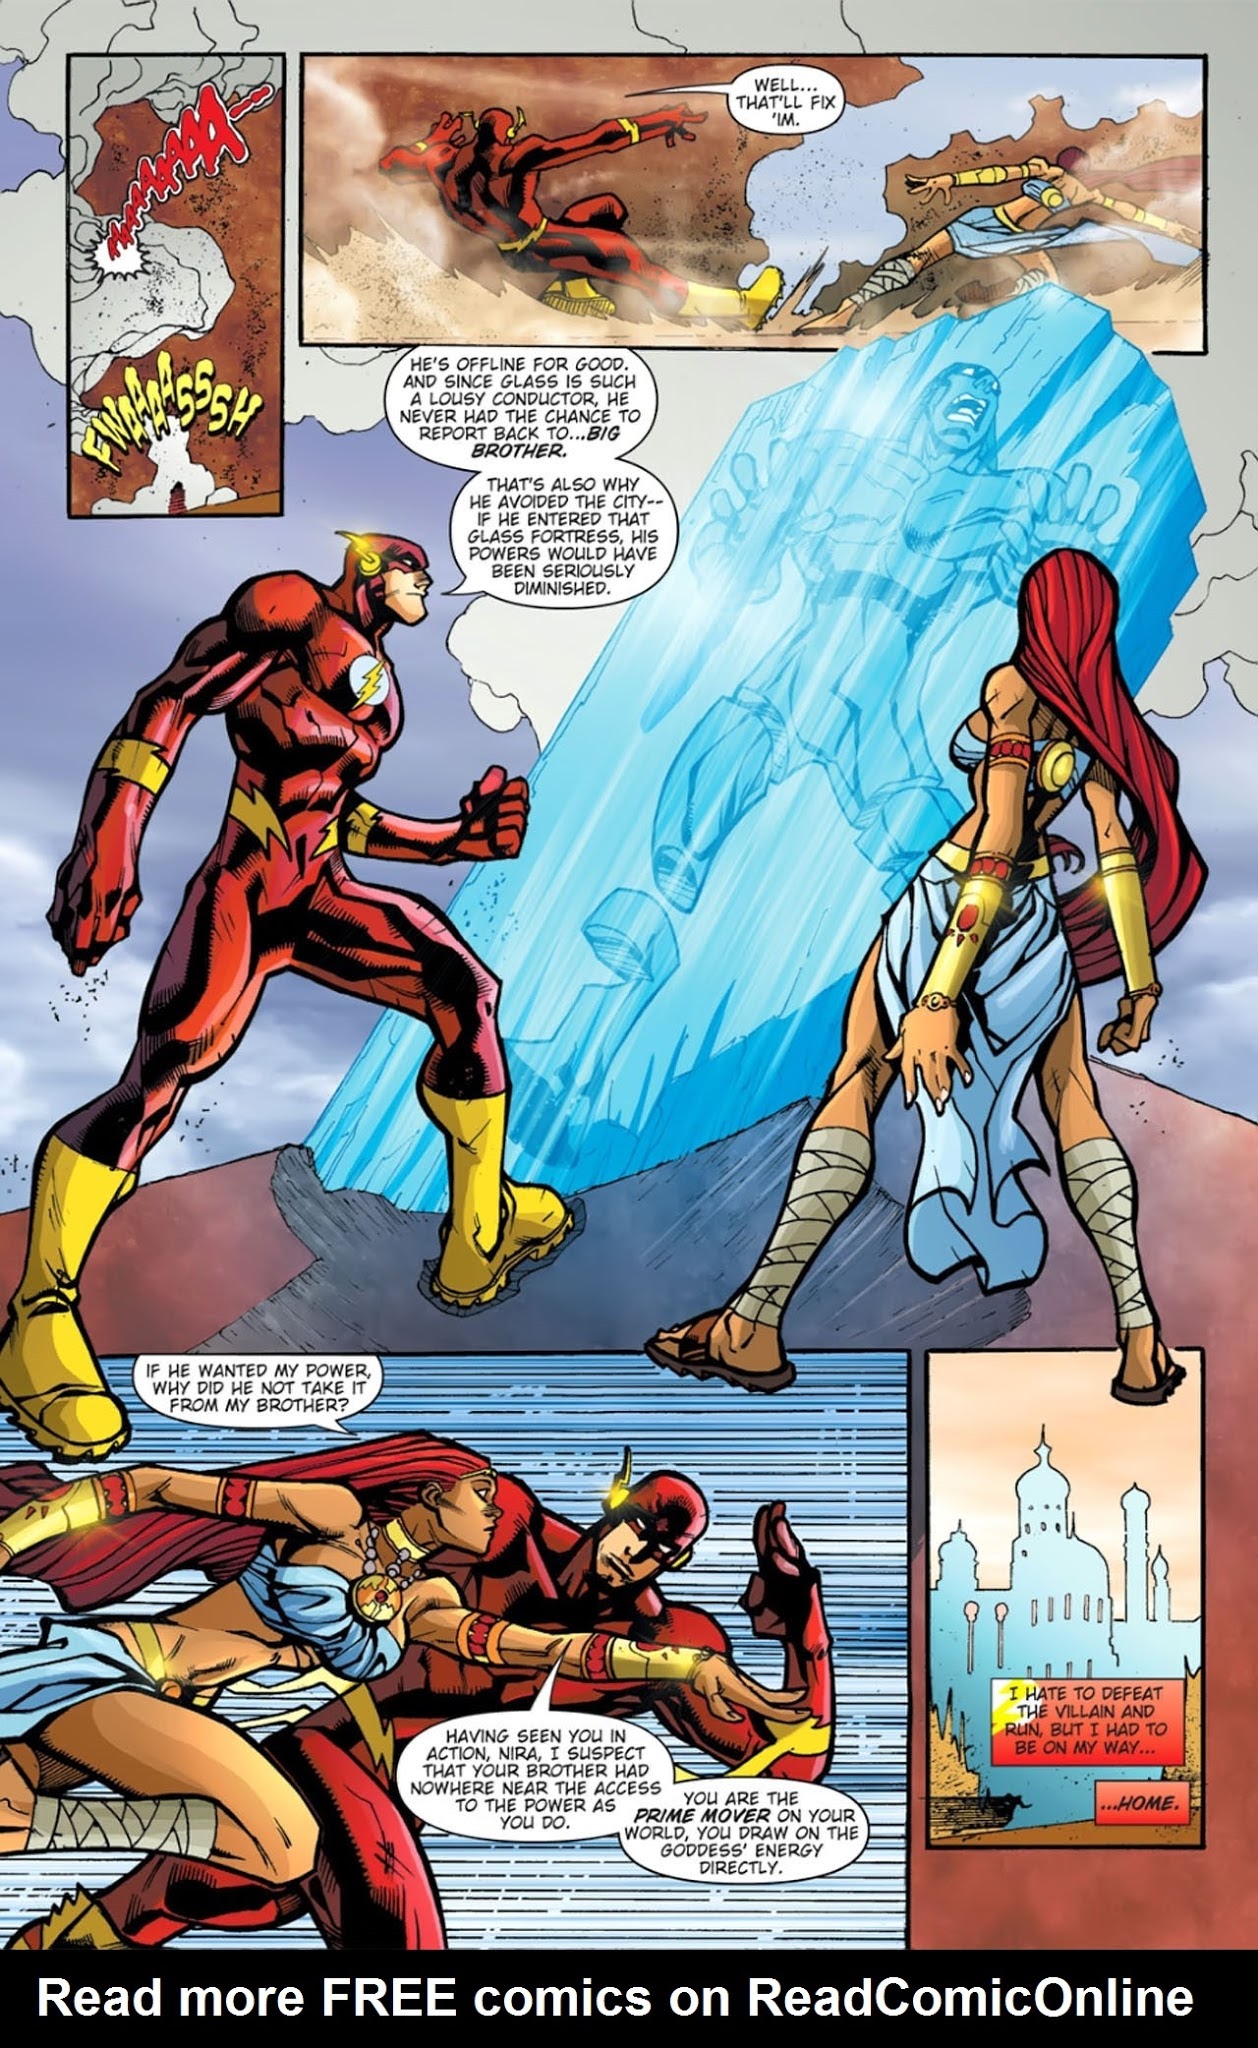 AAAAAAAAA--
FWAAAASSSSH
WELL...
THAT'LL FIX
'IM.
HE'S OFFLINE FOR GOOD.
AND SINCE GLASS IS SUCH
A LOUSY CONDUCTOR, HE
NEVER HAD THE CHANCE TO
REPORT BACK TO...BIG
BROTHER.
THAT'S ALSO WHY
HE AVOIDED THE CITY--
IF HE ENTERED THAT
GLASS FORTRESS, HIS
POWERS WOULD HAVE
BEEN SERIOUSLY
DIMINISHED.
IF HE WANTED MY POWER,
WHY DID HE NOT TAKE IT
FROM MY BROTHER?
HAVING SEEN YOU IN
ACTION, NIRA, I SUSPECT
THAT YOUR BROTHER HAD
NOWHERE NEAR THE ACCESS
TO THE POWER AS
YOU DO.
YOU ARE THE
PRIME MOVER ON YOUR
WORLD, YOU DRAW ON THE
GODDESS' ENERGY
DIRECTLY.
I HATE TO DEFEAT
THE VILLAIN AND
RUN, BUT I HAD TO
BE ON MY WAY...
...HOME.
Read more FREE comics on ReadComicOnline